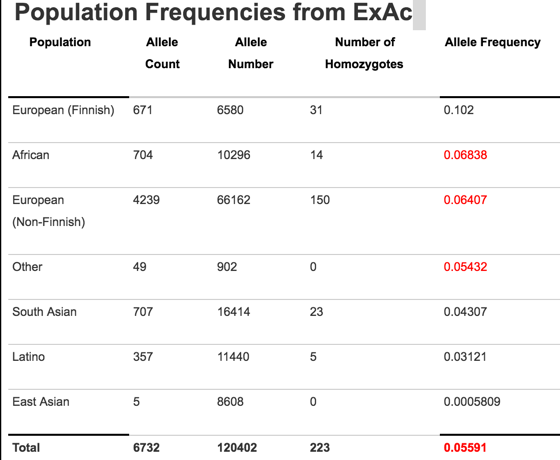 Population Frequencies from ExAc
Population Allele Count Allele Number Number of Homozygotes Allele Frequency
European (Finnish) 671 6580 31 0.102
African 704 10296 14 0.06838
European (Non-Finnish) 4239 66162 150 0.06407
Other 49 902 0 0.05432
South Asian 707 16414 23 0.04307
Latino 357 11440 5 0.03121
East Asian 5 8608 0 0.0005809
Total 6732 120402 223 0.05591